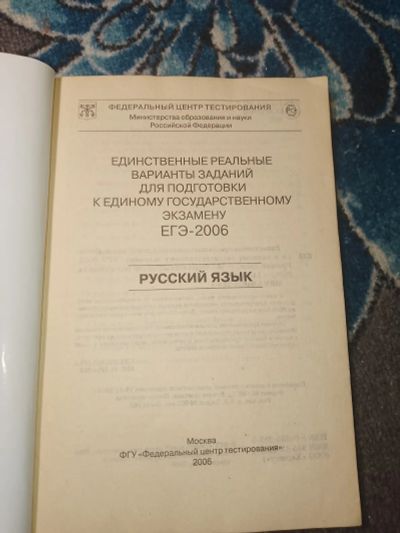 ФЕДЕРАЛЬНЫЙ ЦЕНТР ТЕСТИРОВАНИЯ
Министерства образования и науки
Российской Федерации
ЕДИНСТВЕННЫЕ РЕАЛЬНЫЕ
ВАРИАНТЫ ЗАДАНИЙ
ДЛЯ ПОДГОТОВКИ
К ЕДИНОМУ ГОСУДАРСТВЕННОМУ
ЭКЗАМЕНУ
ЕГЭ-2006
РУССКИЙ ЯЗЫК
Москва
ФГУ «Федеральный центр тестирования»
2006